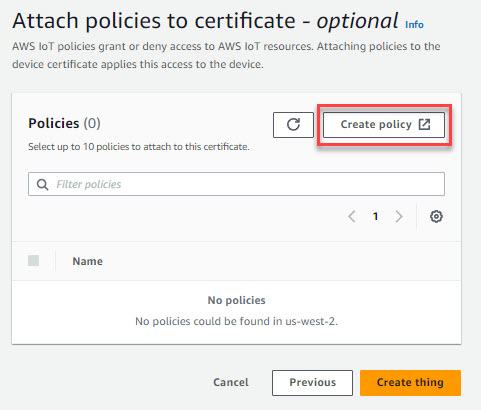 Attach policies to certificate - optional Info
AWS IoT policies grant or deny access to AWS IoT resources. Attaching policies to the
device certificate applies this access to the device.
Policies (0)
Create policy
Select up to 10 policies to attach to this certificate.
Filter policies
1
Name
No policies
No policies could be found in us-west-2.
Cancel
Previous
Create thing